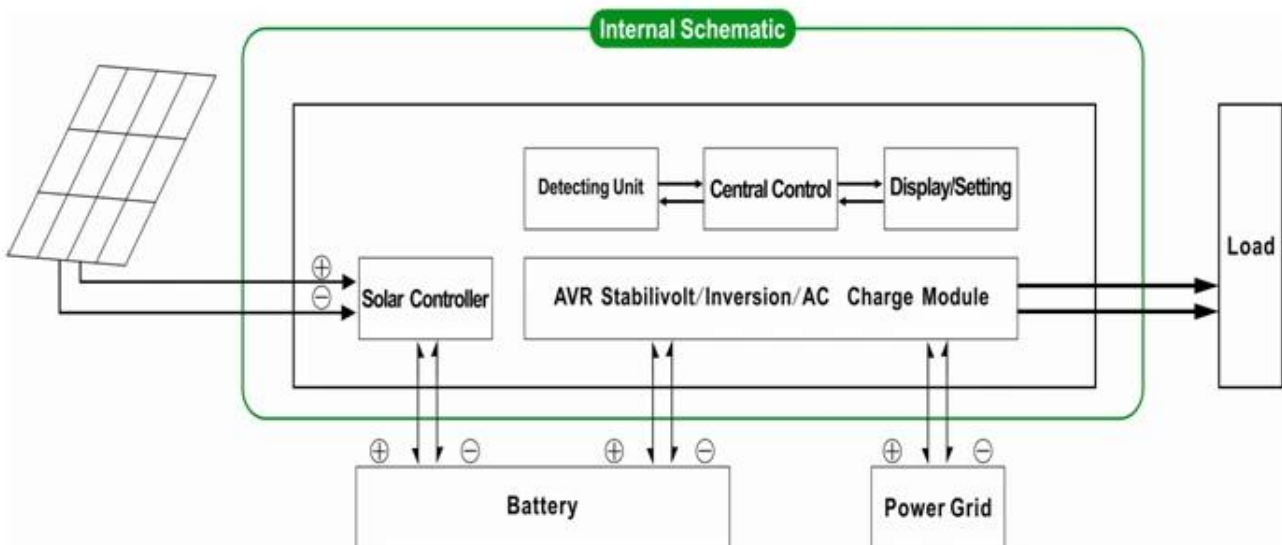 Internal Schematic
Detecting Unit
Central Control
Display/Setting
Load
⊕
⊖
Solar Controller
AVR Stabilivolt/Inversion/AC Charge Module
⊕ ⊖ ⊕ ⊖ ⊕ ⊖
Battery
Power Grid